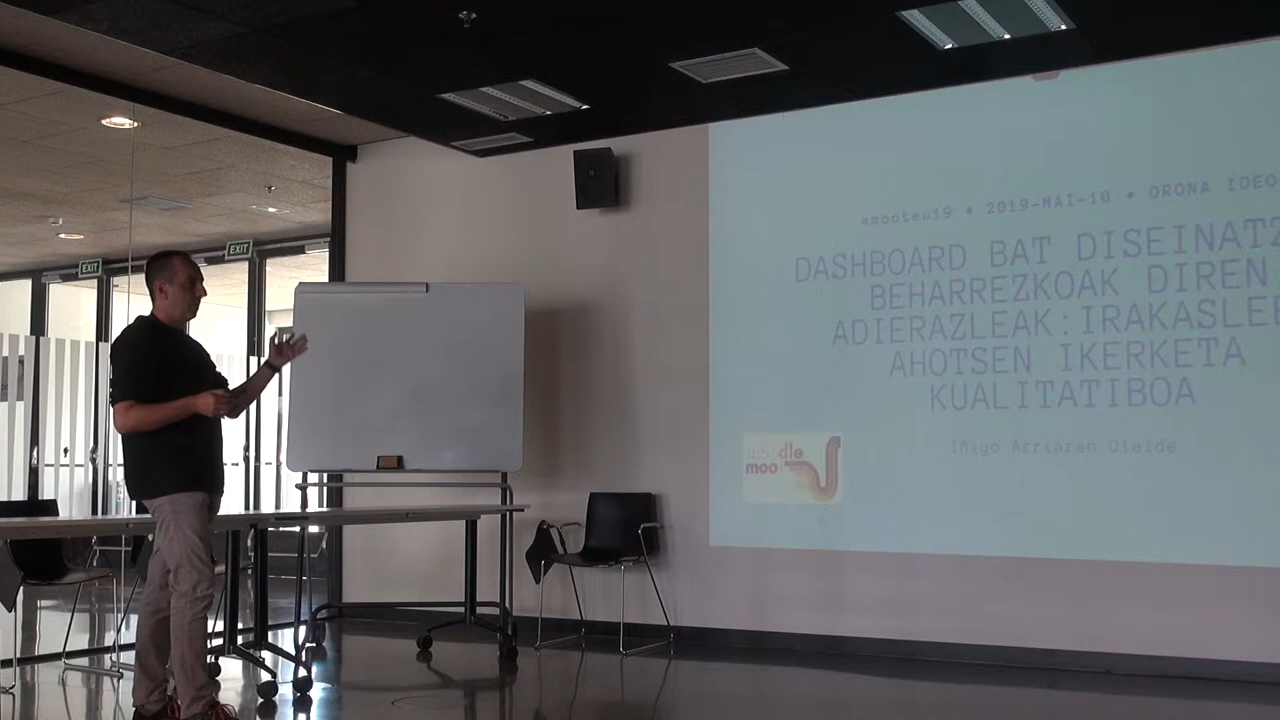 #mooteu19 • 2019-MAI-10 • ORONA IDEO
DASHBOARD BAT DISEINATZ
BEHARREZKOAK DIREN
ADIERAZLEAK:IRAKASLE
AHOTSEN IKERKETA
KUALITATIBOA
Iñigo Arriaran Olalde
moodle
moo
EXIT
EXIT